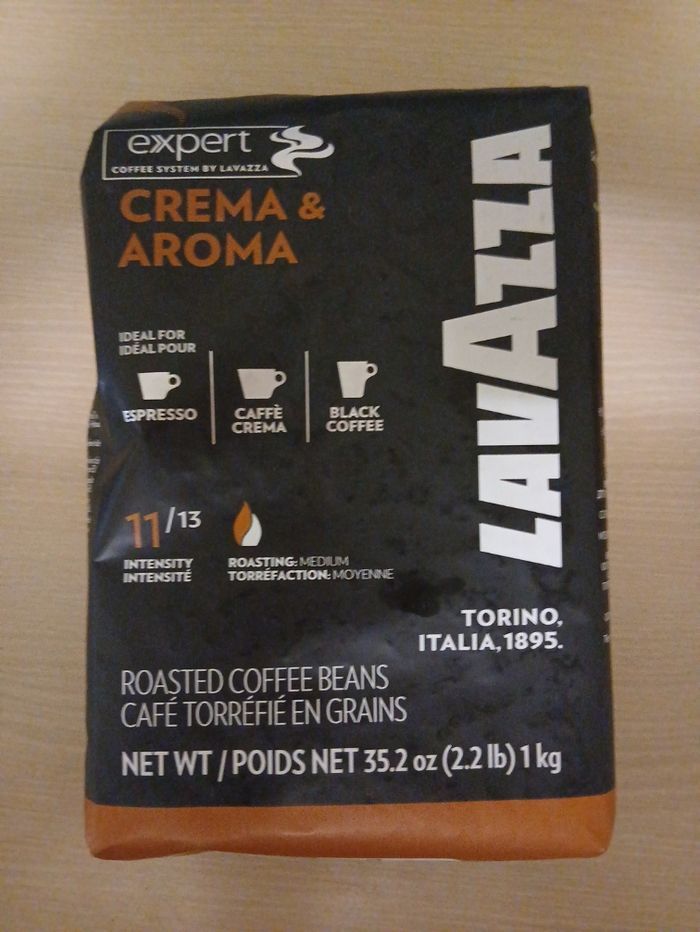 expert
COFFEE SYSTEM BY LAVAZZA
CREMA &
AROMA
LAVAZZA
IDEAL FOR
IDÉAL POUR
ESPRESSO
CAFFÈ
CREMA
BLACK
COFFEE
11/13
INTENSITY
INTENSITÉ
ROASTING: MEDIUM
TORRÉFACTION: MOYENNE
TORINO,
ITALIA, 1895.
ROASTED COFFEE BEANS
CAFÉ TORRÉFIÉ EN GRAINS
NET WT / POIDS NET 35.2 oz (2.2 lb) 1 kg